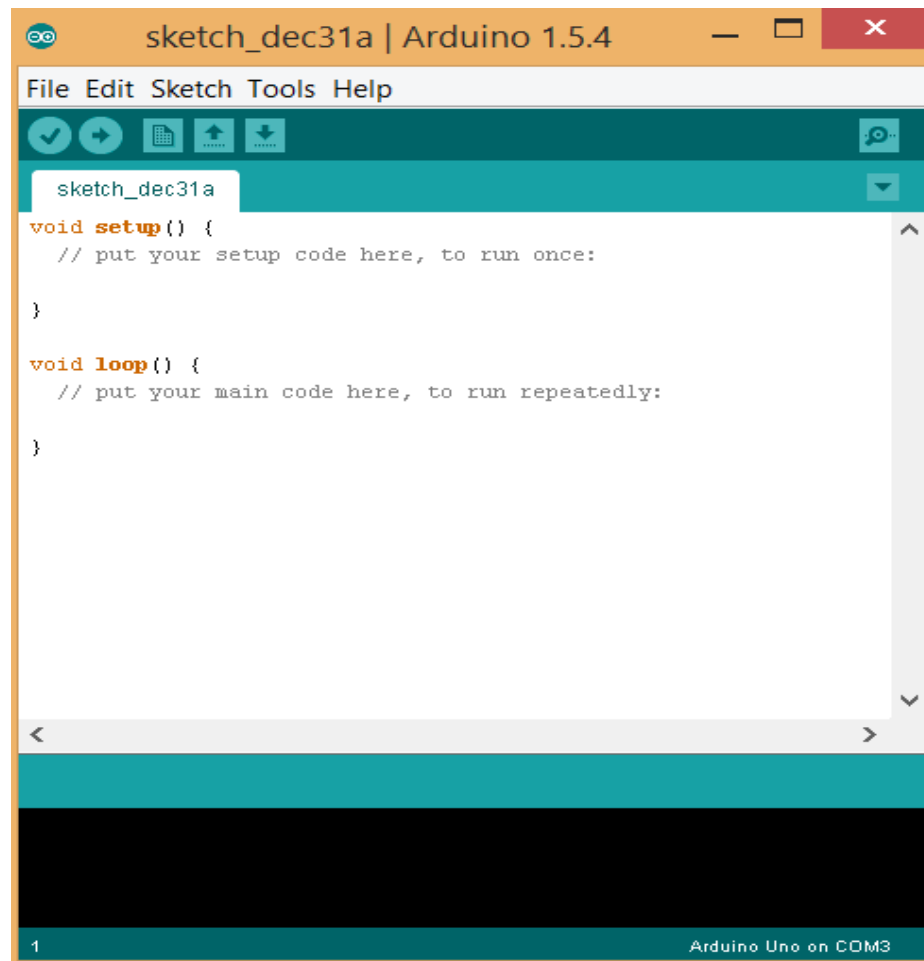 sketch_dec31a | Arduino 1.5.4
File Edit Sketch Tools Help
sketch_dec31a
void setup() {
  // put your setup code here, to run once:
}
void loop() {
  // put your main code here, to run repeatedly:
}
1 Arduino Uno on COM3